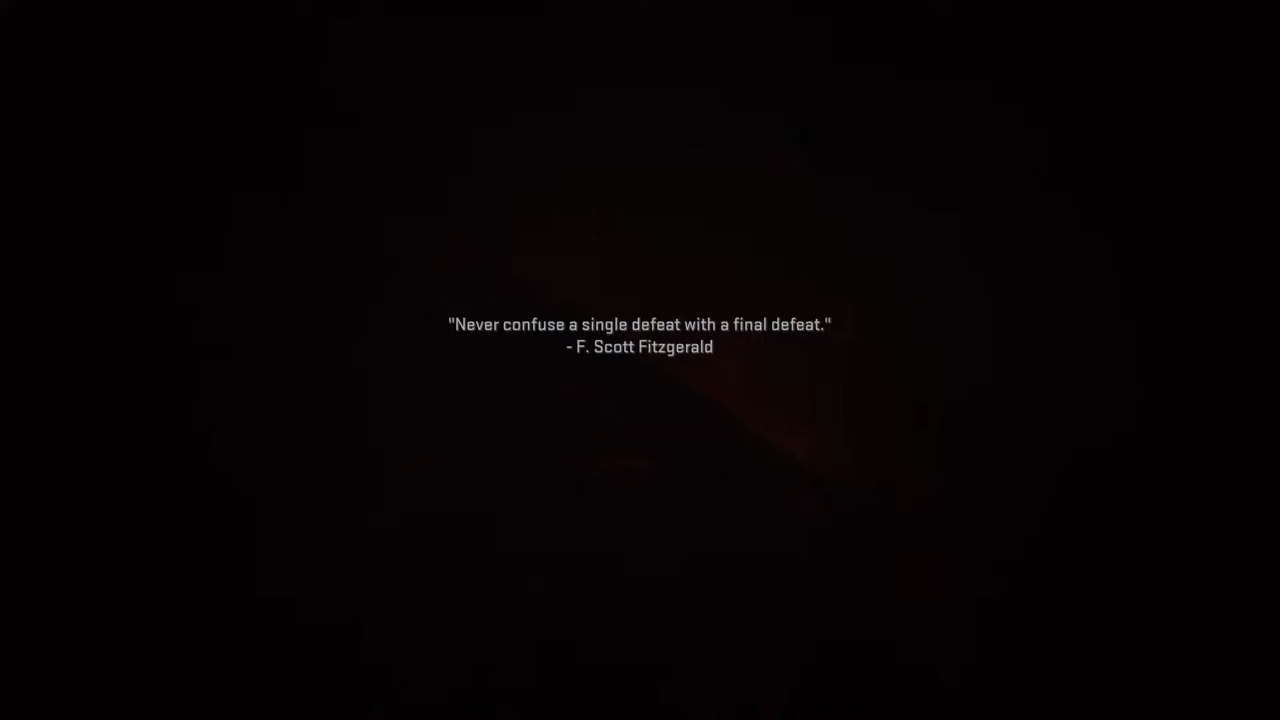 "Never confuse a single defeat with a final defeat."
- F. Scott Fitzgerald